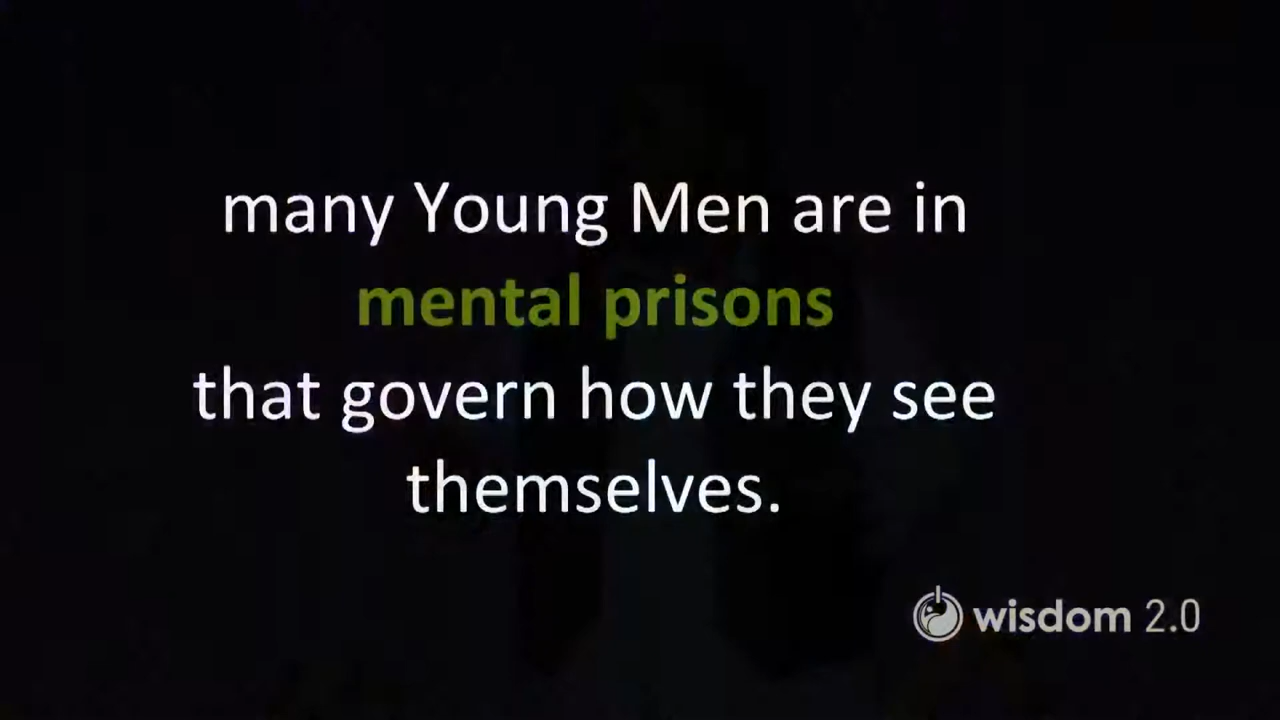 many Young Men are in
mental prisons
that govern how they see
themselves.
wisdom 2.0